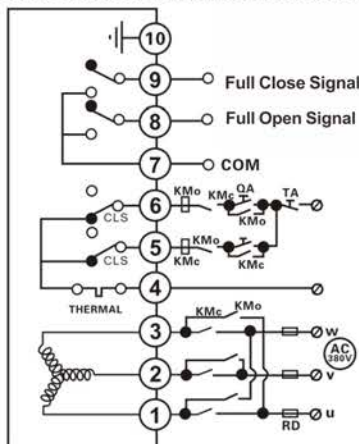 10
9 Full Close Signal
8 Full Open Signal
7 COM
6 KMo KMc QA TA
KMo
CLS
5 KMc KMo
KMc
CLS
4
THERMAL
3 KMc KMo w
AC
380V
2 v
1 u
RD